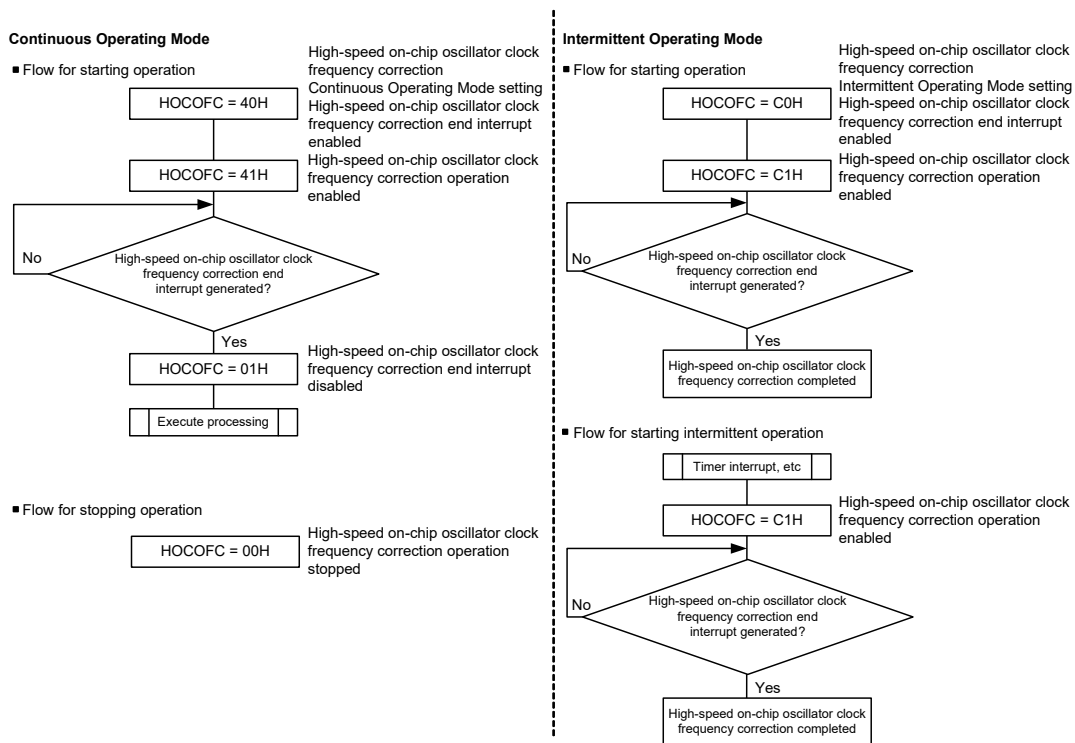 Continuous Operating Mode
■ Flow for starting operation
HOCOFC = 40H
High-speed on-chip oscillator clock
frequency correction
Continuous Operating Mode setting
High-speed on-chip oscillator clock
frequency correction end interrupt
enabled
HOCOFC = 41H
High-speed on-chip oscillator clock
frequency correction operation
enabled
No
High-speed on-chip oscillator clock
frequency correction end
interrupt generated?
Yes
HOCOFC = 01H
High-speed on-chip oscillator clock
frequency correction end interrupt
disabled
Execute processing
■ Flow for stopping operation
HOCOFC = 00H
High-speed on-chip oscillator clock
frequency correction operation
stopped
Intermittent Operating Mode
■ Flow for starting operation
HOCOFC = C0H
High-speed on-chip oscillator clock
frequency correction
Intermittent Operating Mode setting
High-speed on-chip oscillator clock
frequency correction end interrupt
enabled
HOCOFC = C1H
High-speed on-chip oscillator clock
frequency correction operation
enabled
No
High-speed on-chip oscillator clock
frequency correction end
interrupt generated?
Yes
High-speed on-chip oscillator clock
frequency correction completed
■ Flow for starting intermittent operation
Timer interrupt, etc
HOCOFC = C1H
High-speed on-chip oscillator clock
frequency correction operation
enabled
No
High-speed on-chip oscillator clock
frequency correction end
interrupt generated?
Yes
High-speed on-chip oscillator clock
frequency correction completed